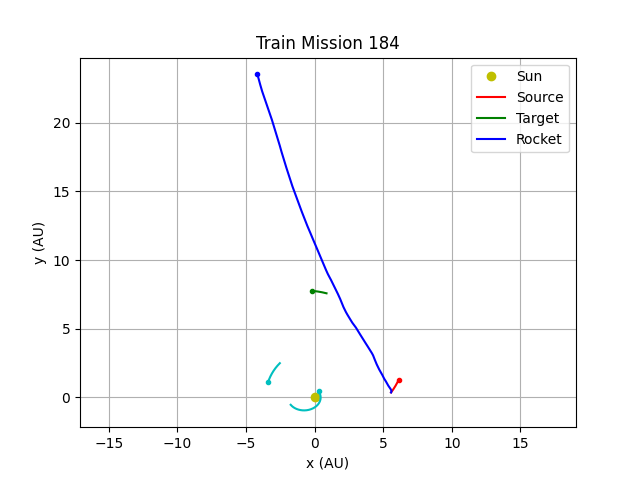 Train Mission 184
Sun
Source
Target
Rocket
20
15
10
5
0
y (AU)
−15
−10
−5
0
5
10
15
x (AU)